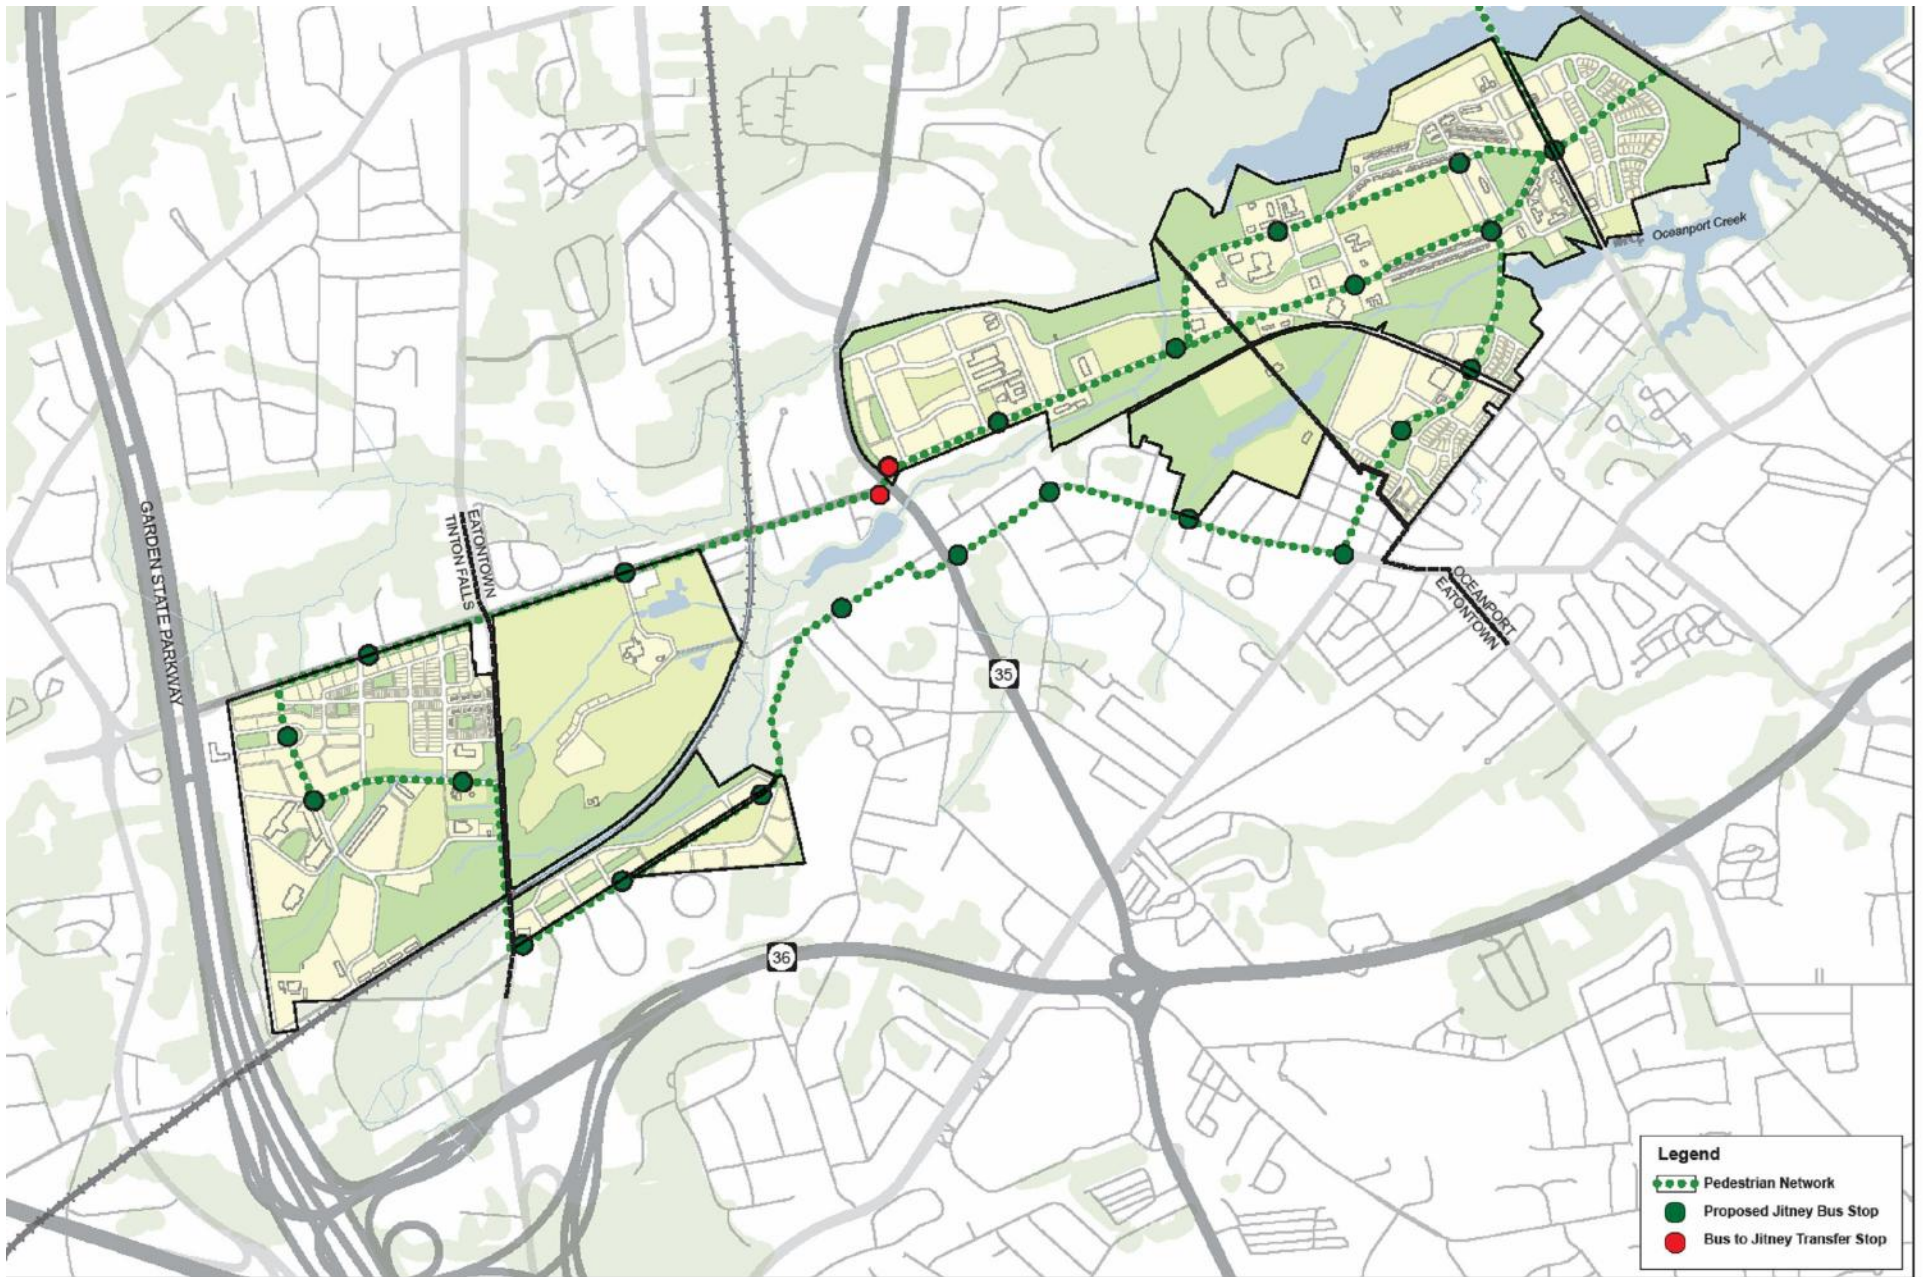 Oceanport Creek
GARDEN STATE PARKWAY
EATONTOWN
TINTON FALLS
OCEANPORT
EATONTOWN
35
36
Legend
Pedestrian Network
Proposed Jitney Bus Stop
Bus to Jitney Transfer Stop